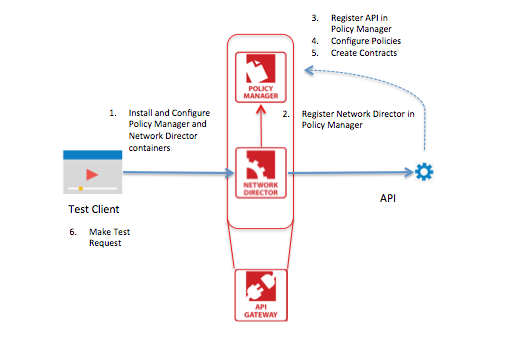 3. Register API in
Policy Manager
4. Configure Policies
5. Create Contracts
POLICY
MANAGER
1. Install and Configure
Policy Manager and
Network Director
containers
2. Register Network Director in
Policy Manager
NETWORK
DIRECTOR
API
Test Client
6. Make Test
Request
API
GATEWAY